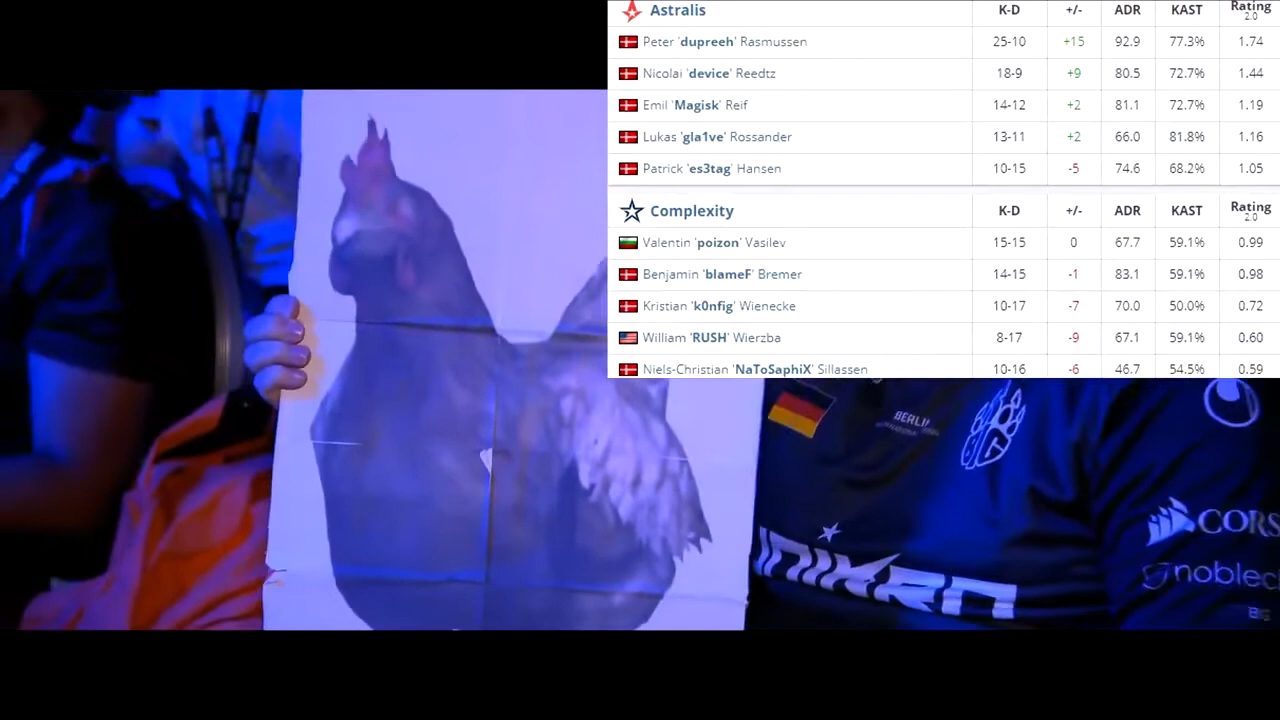 Astralis K-D +/- ADR KAST Rating 2.0
Peter 'dupreeh' Rasmussen 25-10 +15 92.9 77.3% 1.74
Nicolai 'device' Reedtz 18-9 +9 80.5 72.7% 1.44
Emil 'Magisk' Reif 14-12 +2 81.1 72.7% 1.19
Lukas 'gla1ve' Rossander 13-11 +2 66.0 81.8% 1.16
Patrick 'es3tag' Hansen 10-15 -5 74.6 68.2% 1.05
Complexity K-D +/- ADR KAST Rating 2.0
Valentin 'poizon' Vasilev 15-15 0 67.7 59.1% 0.99
Benjamin 'blameF' Bremer 14-15 -1 83.5 59.1% 0.98
Kristian 'k0nfig' Wienecke 10-17 -7 70.0 50.0% 0.72
William 'RUSH' Wierzba 8-17 -9 67.0 59.1% 0.60
Niels-Christian 'NaToSaphiX' Sillassen 10-16 -6 46.7 54.5% 0.59
BERLI
CORS
noblec
BIG